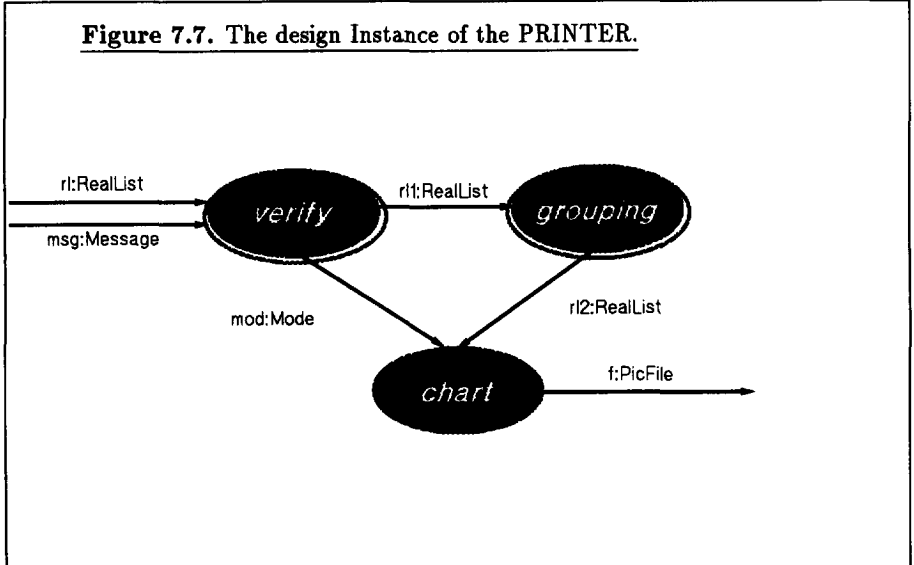 Figure 7.7. The design Instance of the PRINTER.
rl:RealList
msg:Message
verify
rl1:RealList
grouping
mod:Mode
rl2:RealList
chart
f:PicFile